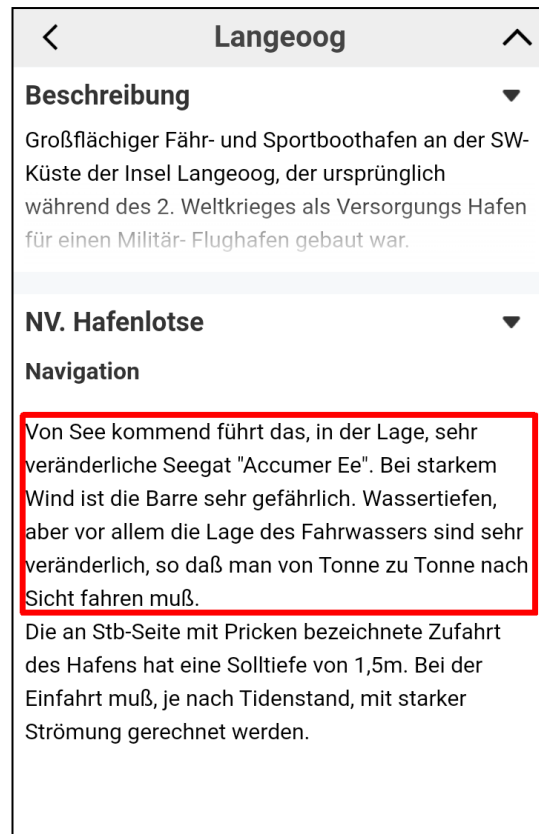 Langeoog
Beschreibung
Großflächiger Fähr- und Sportboothafen an der SW-
Küste der Insel Langeoog, der ursprünglich
während des 2. Weltkrieges als Versorgungs Hafen
für einen Militär- Flughafen gebaut war.
NV. Hafenlotse
Navigation
Von See kommend führt das, in der Lage, sehr
veränderliche Seegat "Accumer Ee". Bei starkem
Wind ist die Barre sehr gefährlich. Wassertiefen,
aber vor allem die Lage des Fahrwassers sind sehr
veränderlich, so daß man von Tonne zu Tonne nach
Sicht fahren muß.
Die an Stb-Seite mit Pricken bezeichnete Zufahrt
des Hafens hat eine Solltiefe von 1,5m. Bei der
Einfahrt muß, je nach Tidenstand, mit starker
Strömung gerechnet werden.